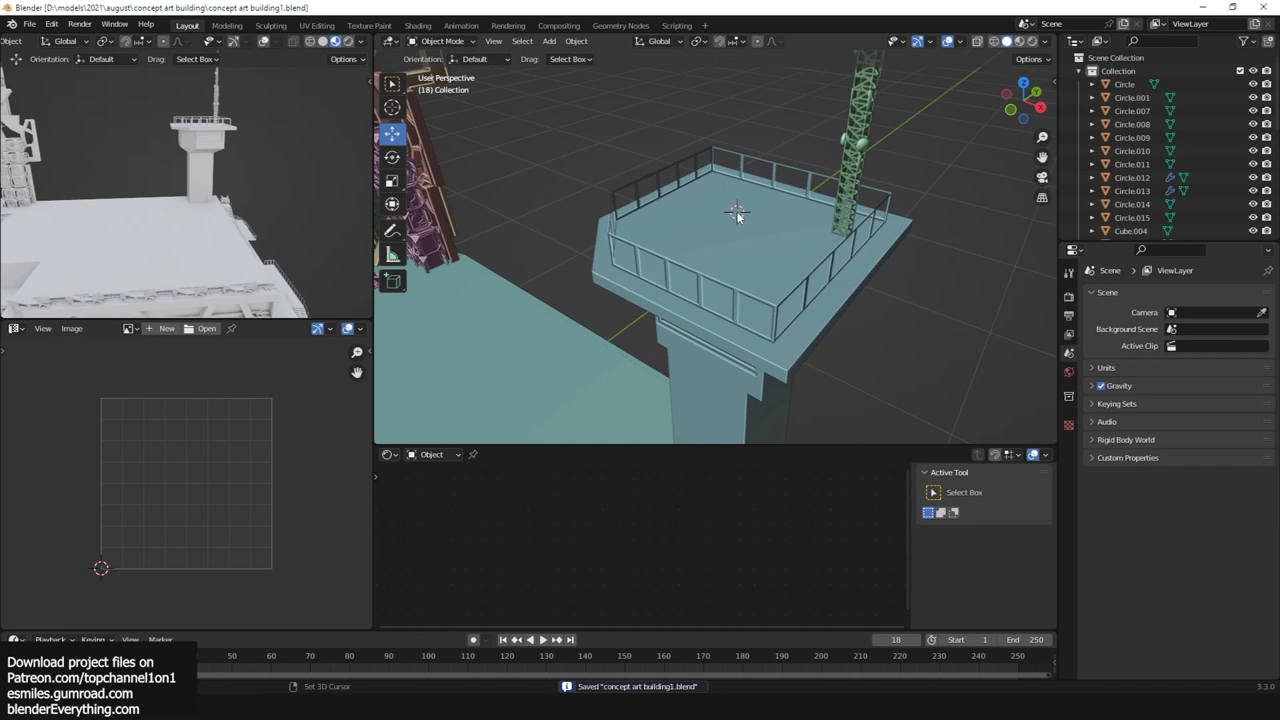 Blender [D:\models\2021\august\concept art building\concept art building1.blend]
File Edit Render Window Help Layout Modeling Sculpting UV Editing Texture Paint Shading Animation Rendering Compositing Geometry Nodes Scripting + Scene ViewLayer
Object Global Object Mode View Select Add Object Global
Orientation: Default Drag: Select Box Options Orientation: Default Drag: Select Box Options
User Perspective
(18) Collection
Z
Y
X
Scene Collection
Collection
Circle
Circle.001
Circle.007
Circle.008
Circle.009
Circle.010
Circle.011
Circle.012
Circle.013
Circle.014
Circle.015
Cube.004
Scene ViewLayer
Scene
Camera
Background Scene
Active Clip
Units
Gravity
Keying Sets
Audio
Rigid Body World
Custom Properties
View Image New Open
Object
Active Tool
Select Box
Playback Keying View Marker
18 Start 1 End 250
50 60 70 80 90 100 110 120 130 140 150 160 170 180 190 200 210 220 230 240 250
Download project files on
Patreon.com/topchannel1on1
esmiles.gumroad.com
blenderEverything.com
Set 3D Cursor
Saved "concept art building1.blend"
3.3.0